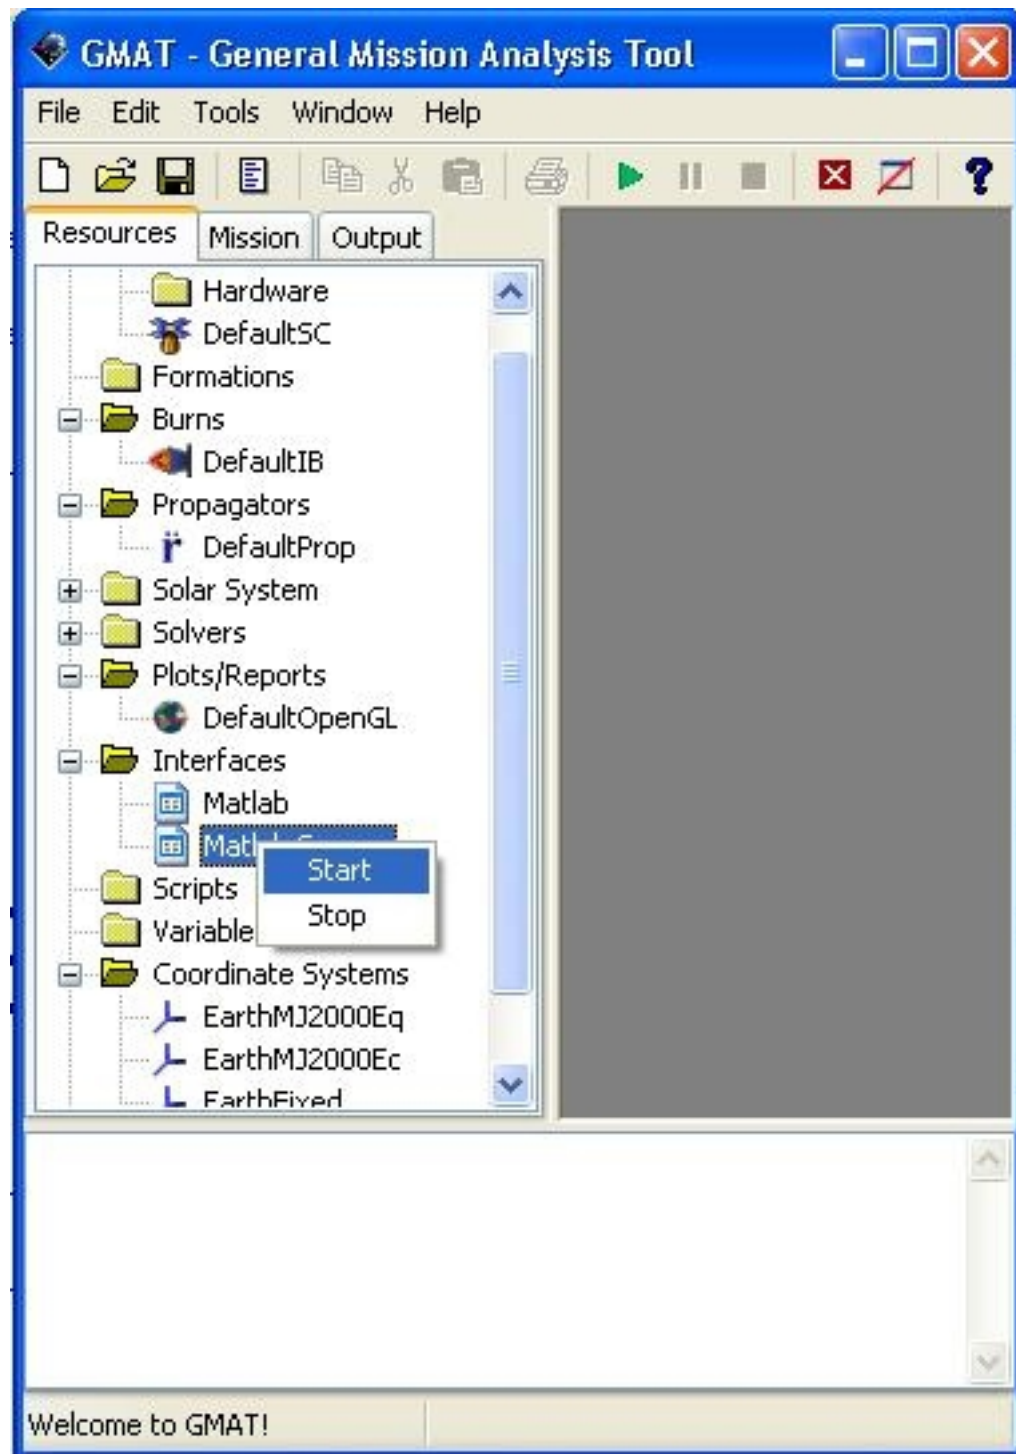 GMAT - General Mission Analysis Tool
File Edit Tools Window Help
Resources Mission Output
Hardware
DefaultSC
Formations
Burns
DefaultIB
Propagators
DefaultProp
Solar System
Solvers
Plots/Reports
DefaultOpenGL
Interfaces
Matlab
Start
Scripts
Stop
Variable
Coordinate Systems
EarthMJ2000Eq
EarthMJ2000Ec
EarthFixed
Welcome to GMAT!